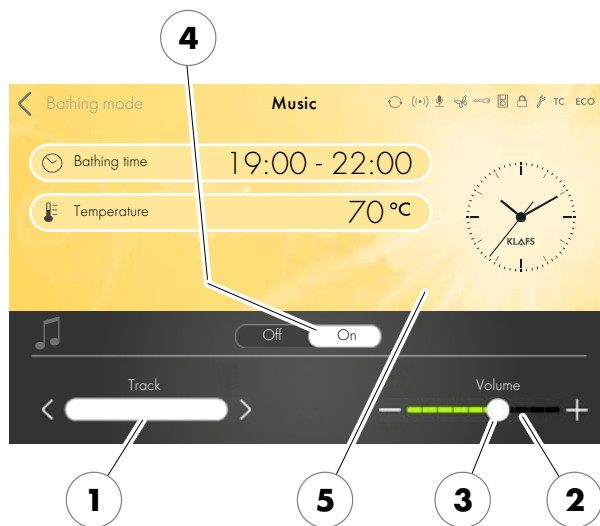 4
Bathing mode Music TC ECO
Bathing time 19:00 - 22:00
Temperature 70 °C
KLAFS
Off On
Track Volume
1 5 3 2